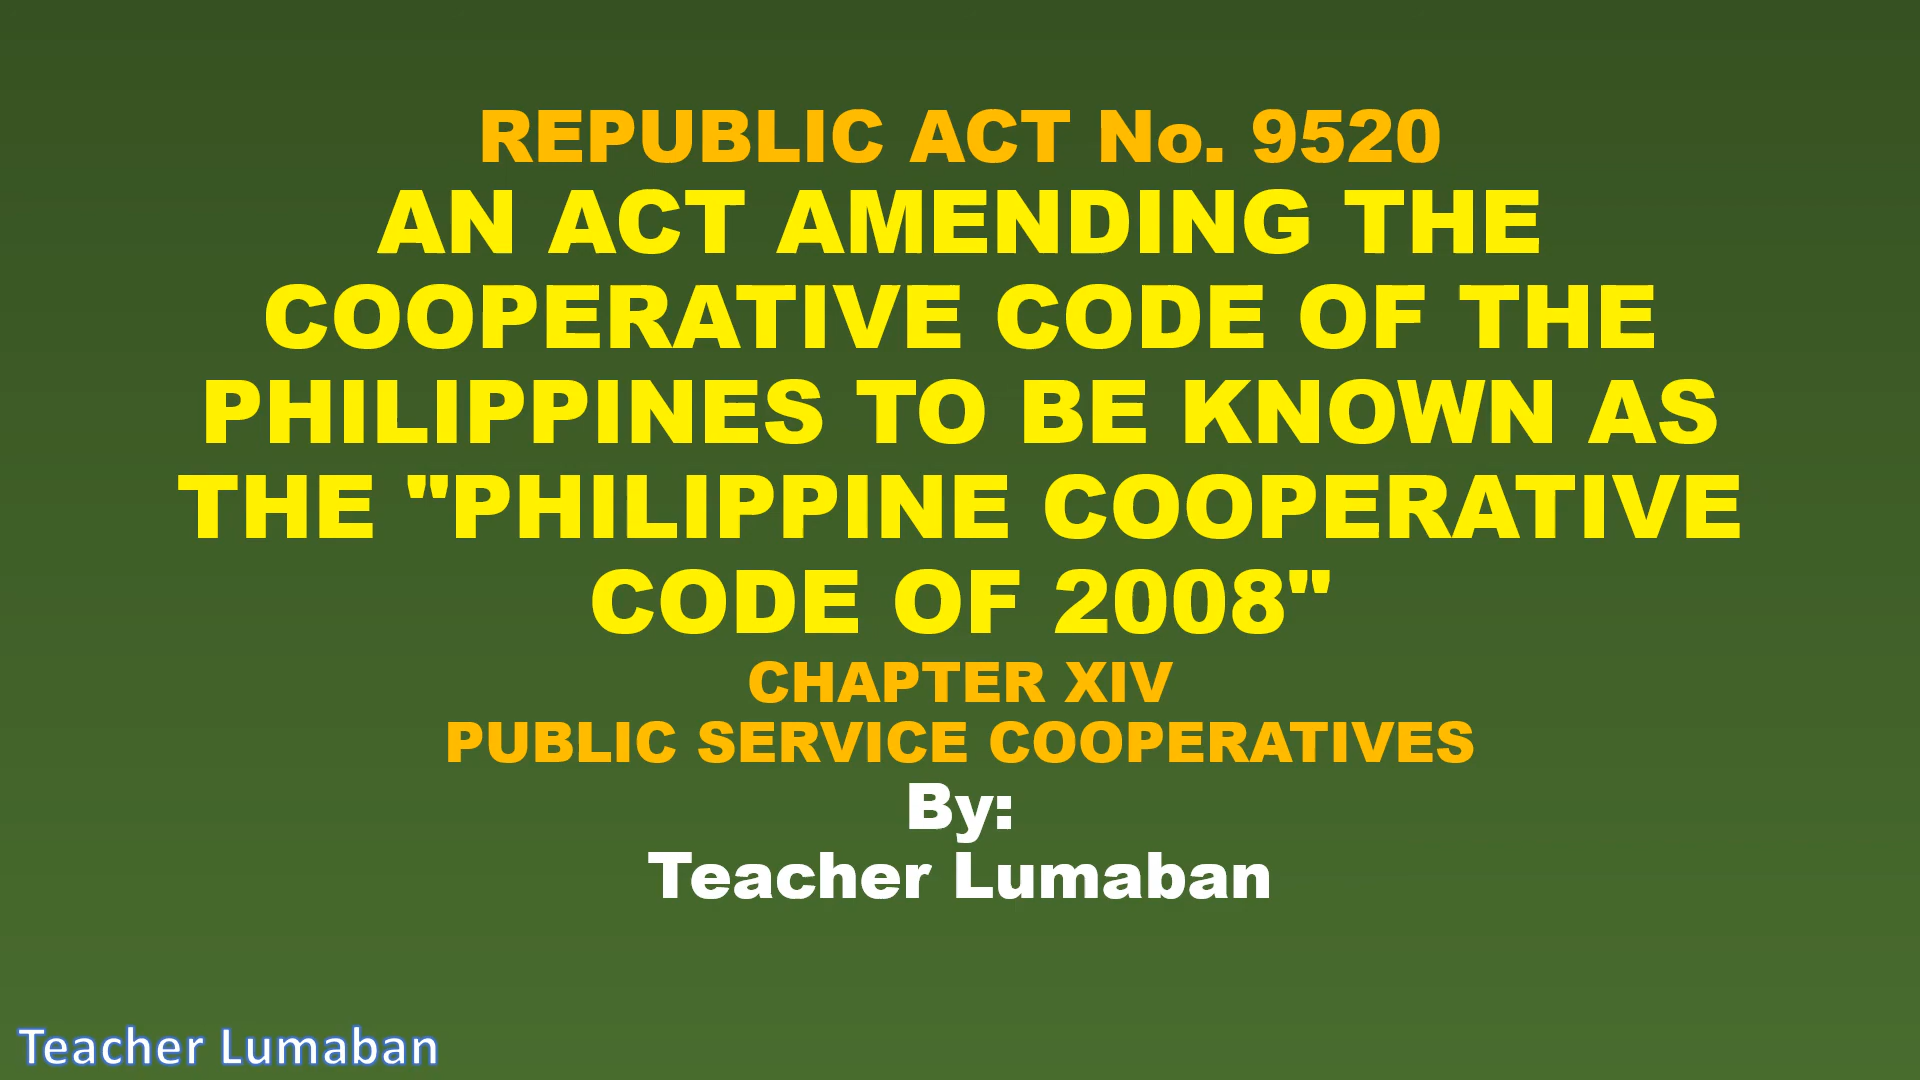 REPUBLIC ACT No. 9520
AN ACT AMENDING THE
COOPERATIVE CODE OF THE
PHILIPPINES TO BE KNOWN AS
THE "PHILIPPINE COOPERATIVE
CODE OF 2008"
CHAPTER XIV
PUBLIC SERVICE COOPERATIVES
By:
Teacher Lumaban
Teacher Lumaban